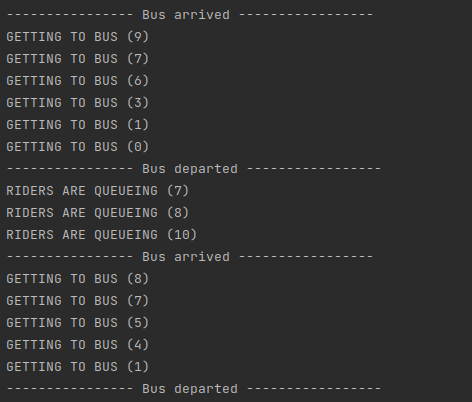 ---------------- Bus arrived -----------------
GETTING TO BUS (9)
GETTING TO BUS (7)
GETTING TO BUS (6)
GETTING TO BUS (3)
GETTING TO BUS (1)
GETTING TO BUS (0)
---------------- Bus departed -----------------
RIDERS ARE QUEUEING (7)
RIDERS ARE QUEUEING (8)
RIDERS ARE QUEUEING (10)
---------------- Bus arrived -----------------
GETTING TO BUS (8)
GETTING TO BUS (7)
GETTING TO BUS (5)
GETTING TO BUS (4)
GETTING TO BUS (1)
---------------- Bus departed -----------------